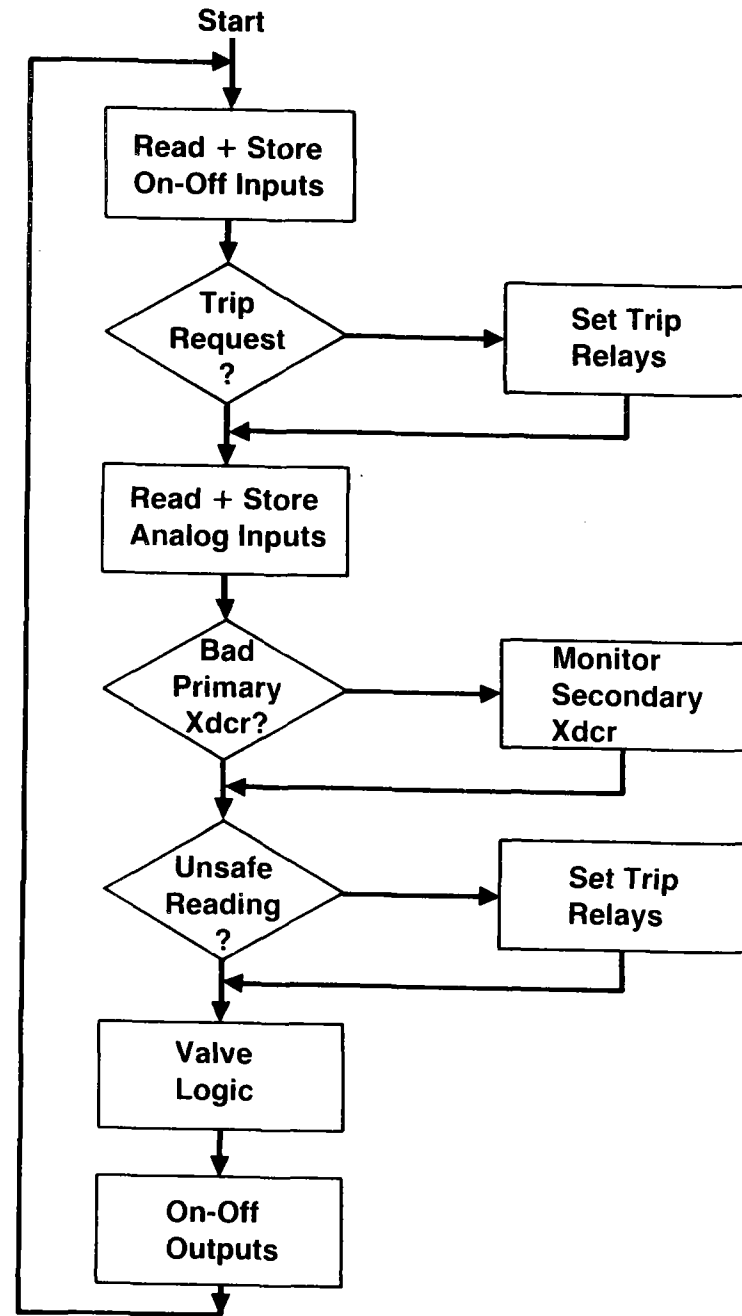 Start
Read + Store
On-Off Inputs
Trip
Request
?
Set Trip
Relays
Read + Store
Analog Inputs
Bad
Primary
Xdcr?
Monitor
Secondary
Xdcr
Unsafe
Reading
?
Set Trip
Relays
Valve
Logic
On-Off
Outputs